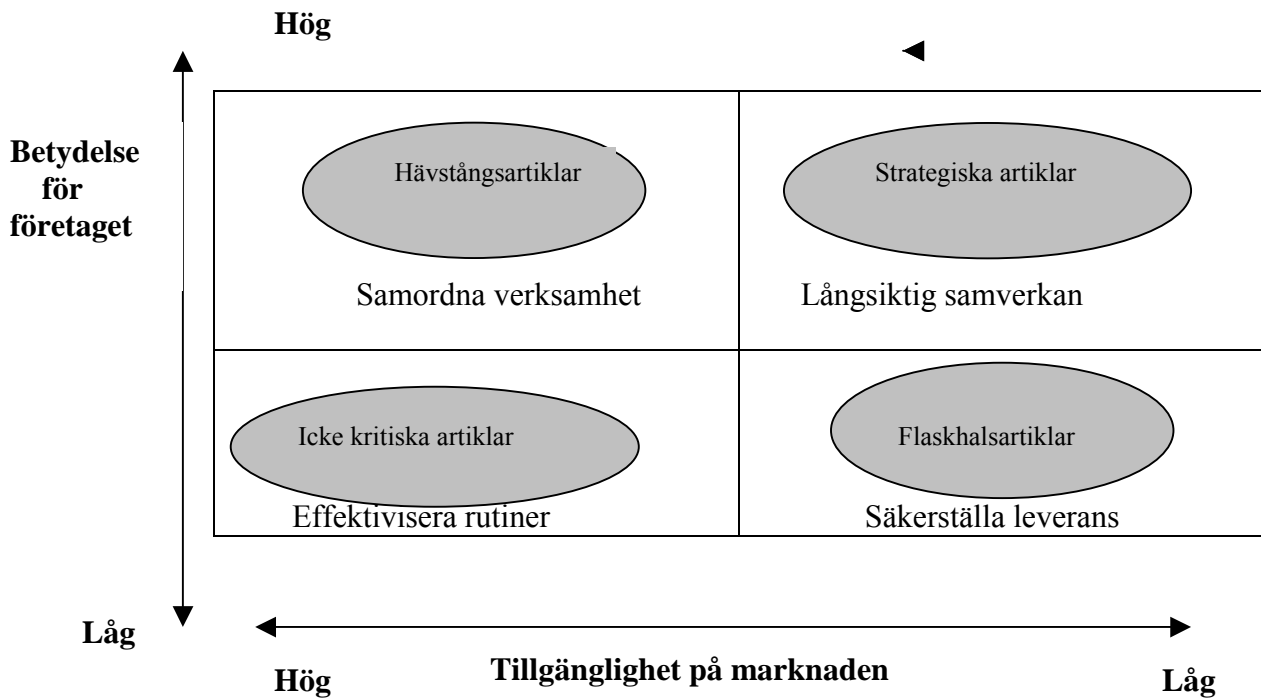 Hög
Betydelse
för
företaget
Hävstångsartiklar
Strategiska artiklar
Samordna verksamhet
Långsiktig samverkan
Icke kritiska artiklar
Flaskhalsartiklar
Effektivisera rutiner
Säkerställa leverans
Låg
Hög
Tillgänglighet på marknaden
Låg